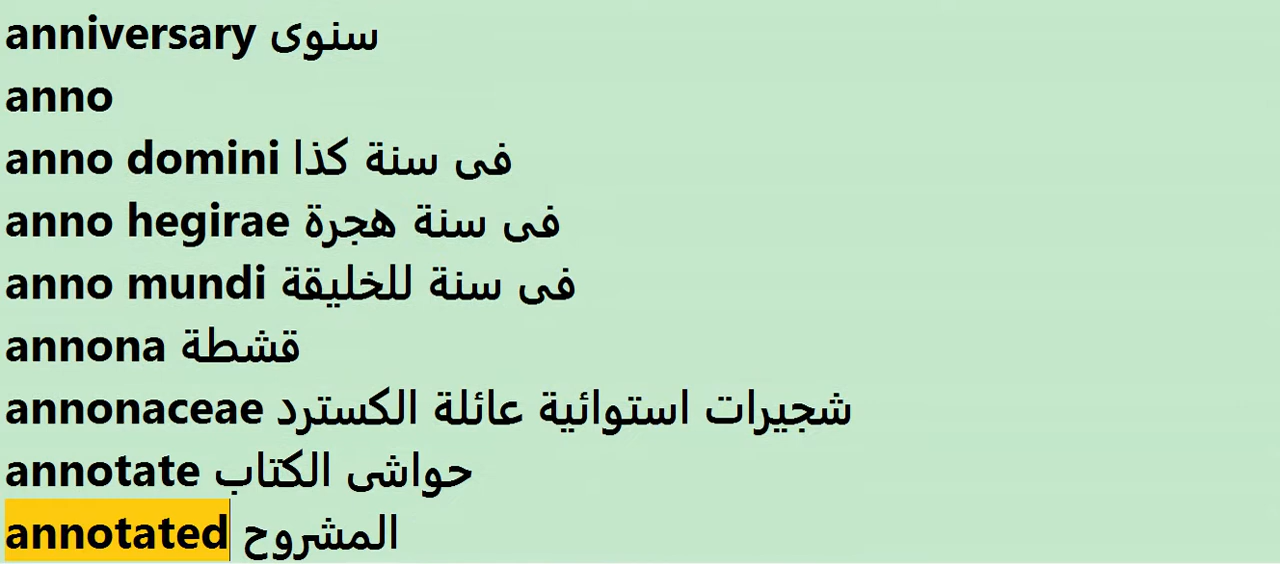 anniversary سنوى
anno
anno domini فى سنة كذا
anno hegirae فى سنة هجرة
anno mundi فى سنة للخليقة
annona قشطة
annonaceae شجيرات استوائية عائلة الكسترد
annotate حواشى الكتاب
annotated المشروح